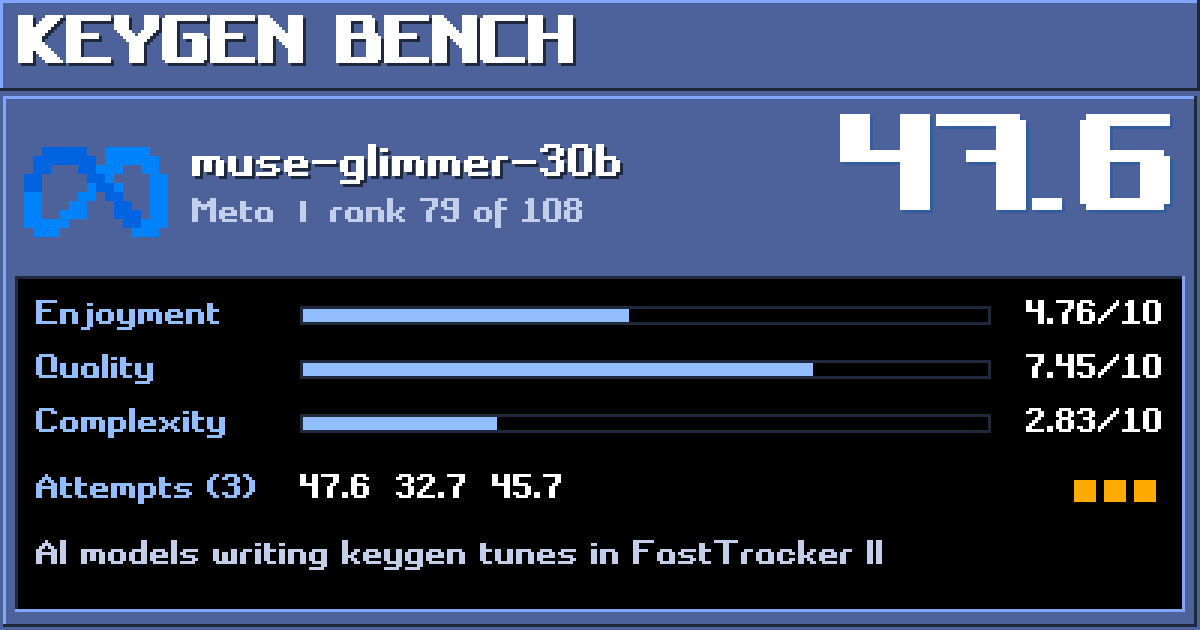 KEYGEN BENCH
muse-glimmer-30b
47.6
Meta | rank 79 of 108
Enjoyment 4.76/10
Quality 7.45/10
Complexity 2.83/10
Attempts (3) 47.6 32.7 45.7
AI models writing keygen tunes in FastTracker II